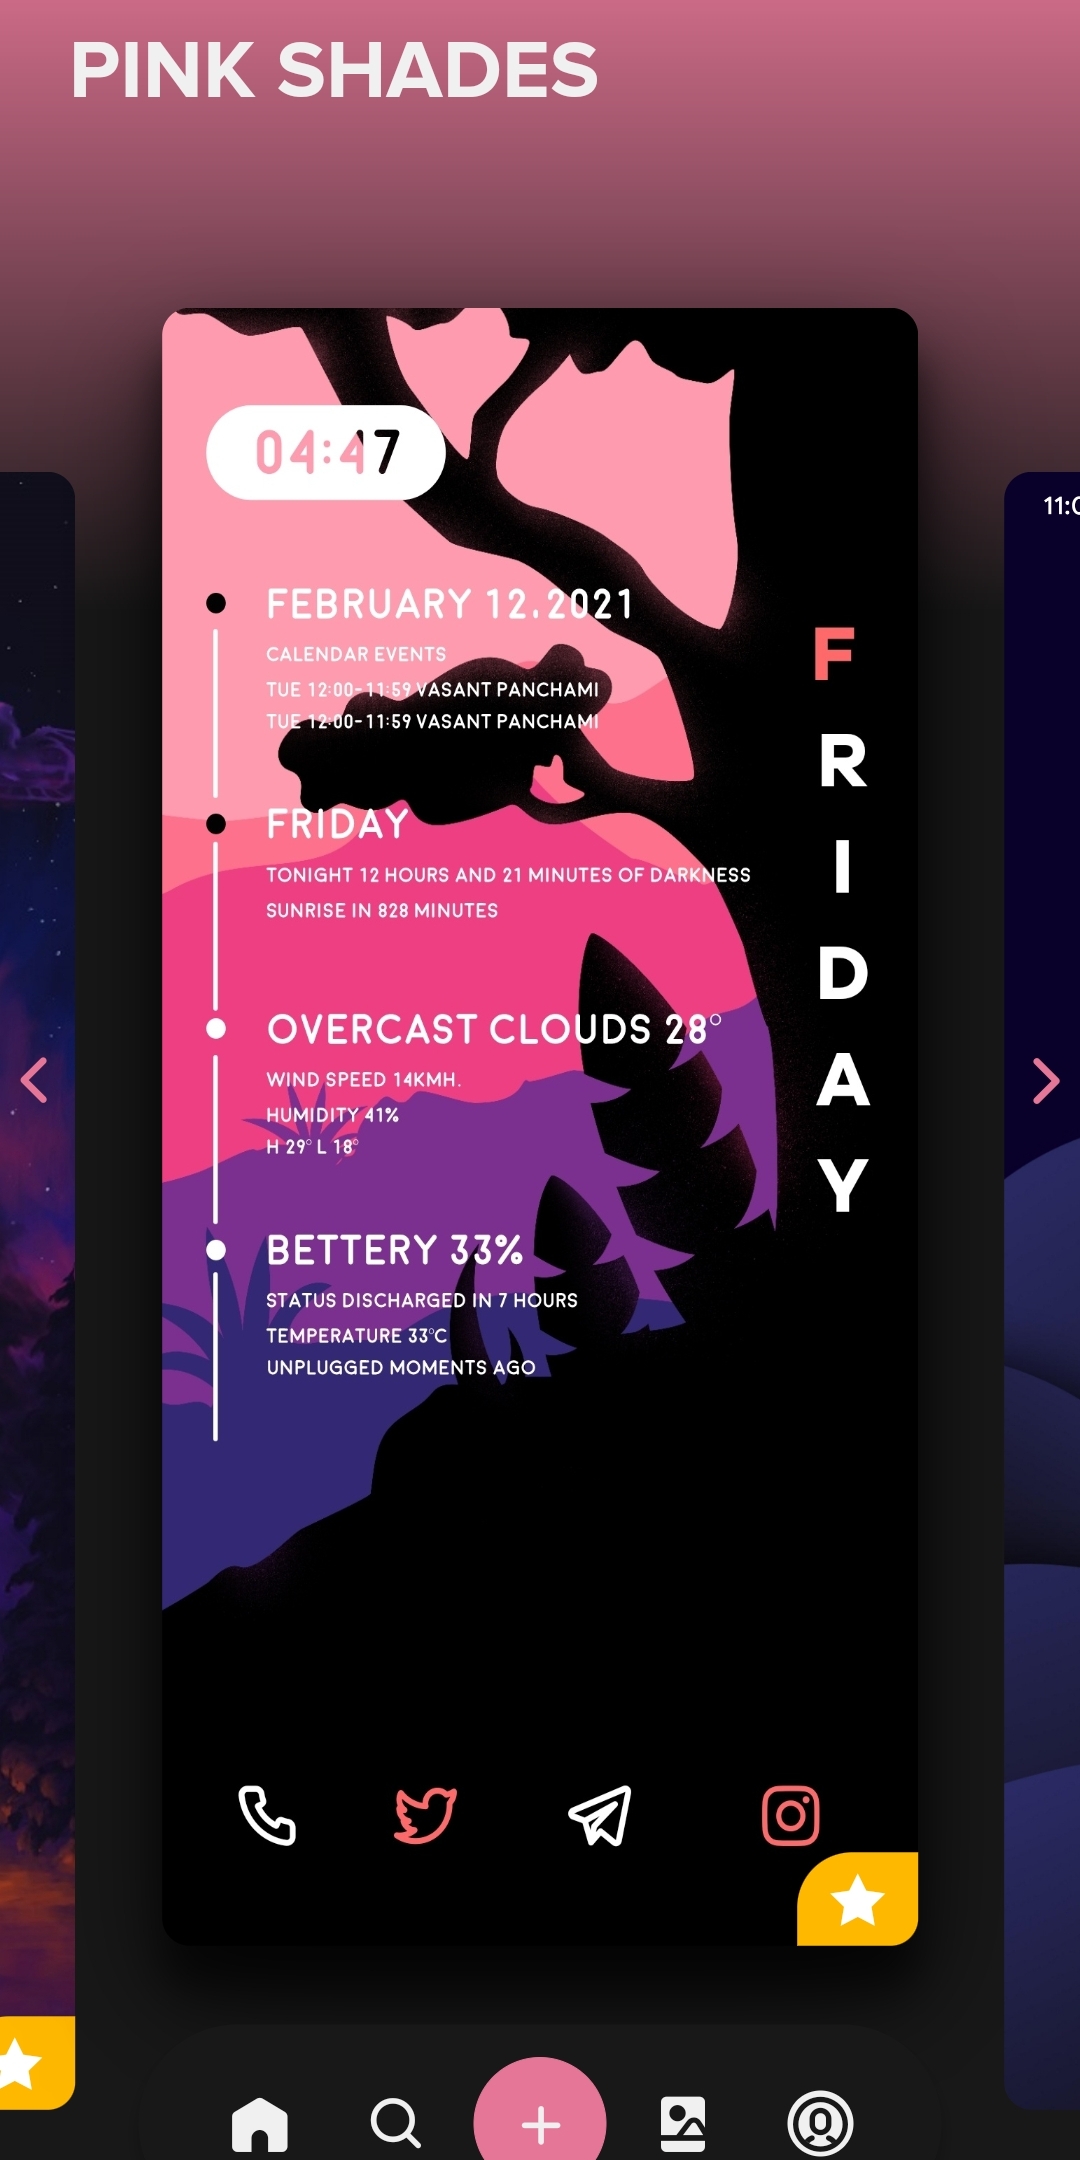 PINK SHADES
04:47
11:0
FEBRUARY 12.2021
CALENDAR EVENTS
TUE 12:00-11:59 VASANT PANCHAMI
TUE 12:00-11:59 VASANT PANCHAMI
FRIDAY
TONIGHT 12 HOURS AND 21 MINUTES OF DARKNESS
SUNRISE IN 828 MINUTES
OVERCAST CLOUDS 28°
WIND SPEED 14KMH.
HUMIDITY 41%
H 29° L 18°
BETTERY 33%
STATUS DISCHARGED IN 7 HOURS
TEMPERATURE 33°C
UNPLUGGED MOMENTS AGO
F
R
I
D
A
Y